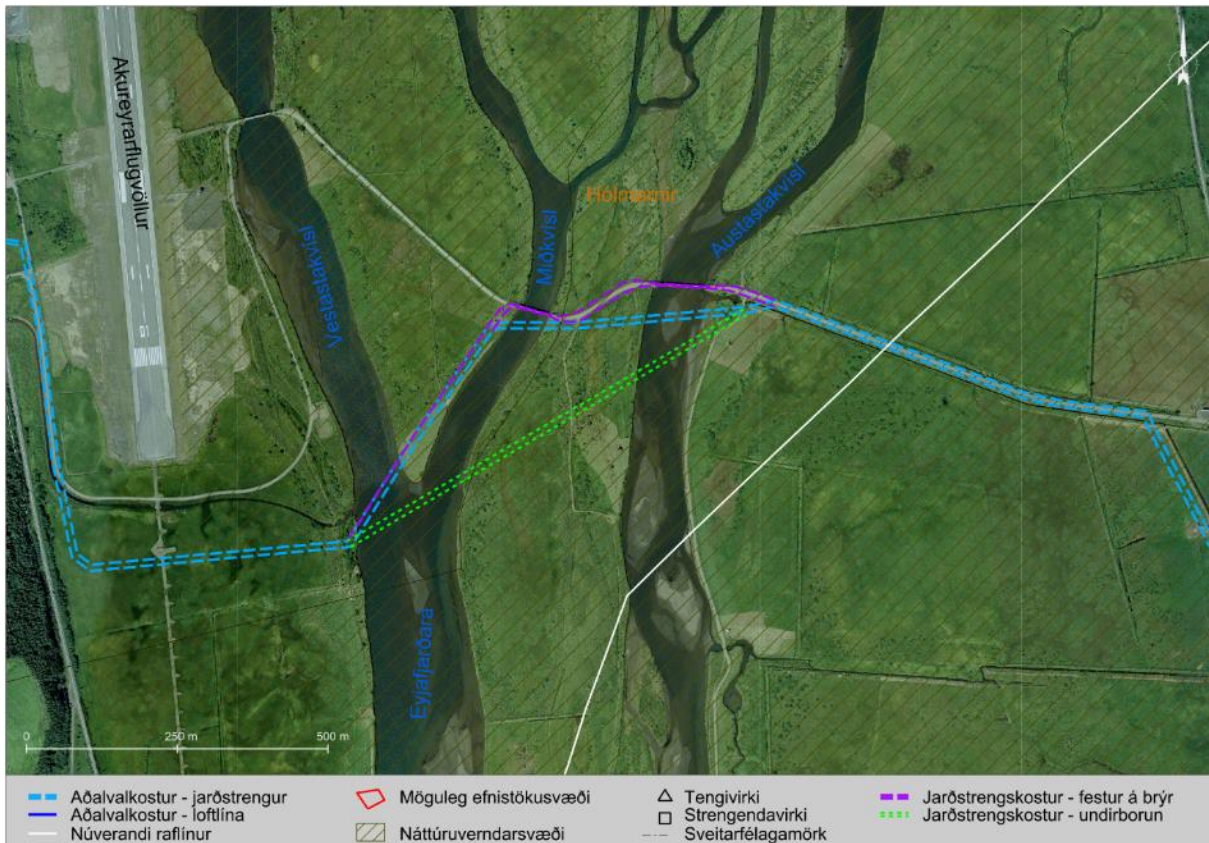 Akureyrarflugvöllur
Vestastakvísl
Miðkvísl
Hólmarnir
Austastakvísl
Eyjafjarðará
0 250 m 500 m
Aðalvalkostur - jarðstrengur
Aðalvalkostur - loftlína
Núverandi raflínur
Möguleg efnistökusvæði
Náttúruverndarsvæði
Tengivirki
Strengendavirki
Sveitarfélagamörk
Jarðstrengskostur - festur á brýr
Jarðstrengskostur - undirborun